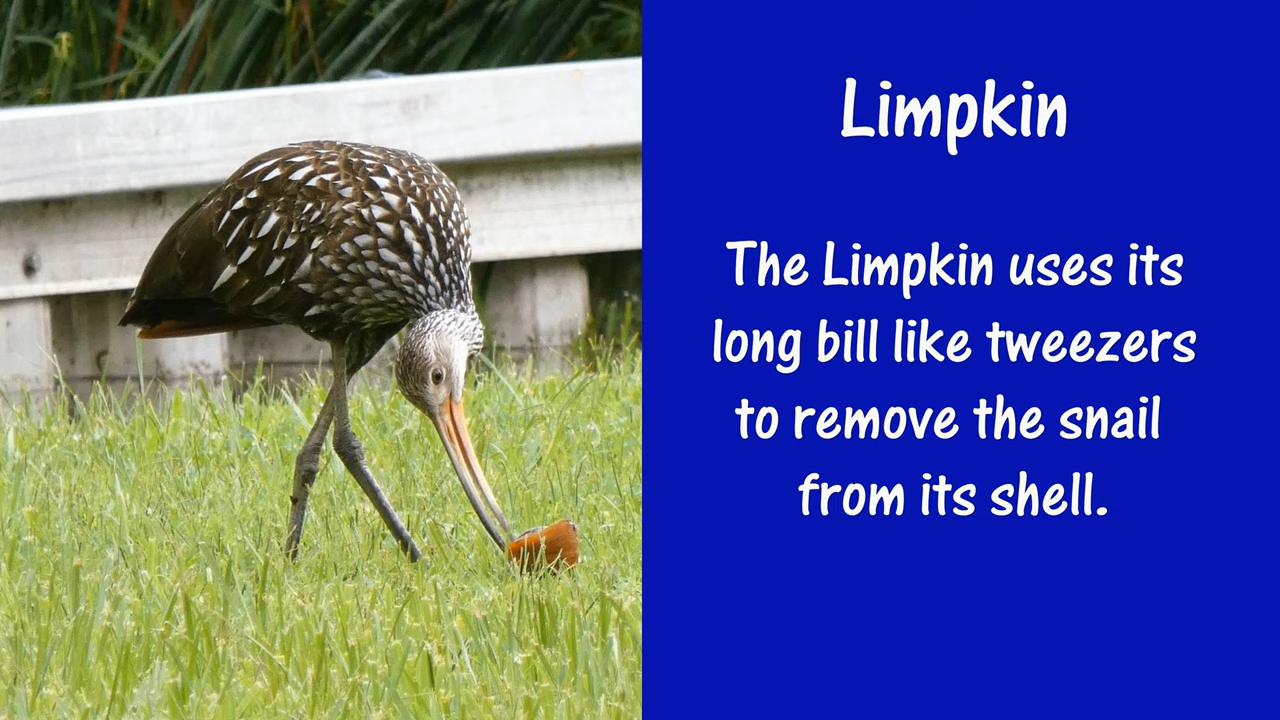 Limpkin
The Limpkin uses its
long bill like tweezers
to remove the snail
from its shell.